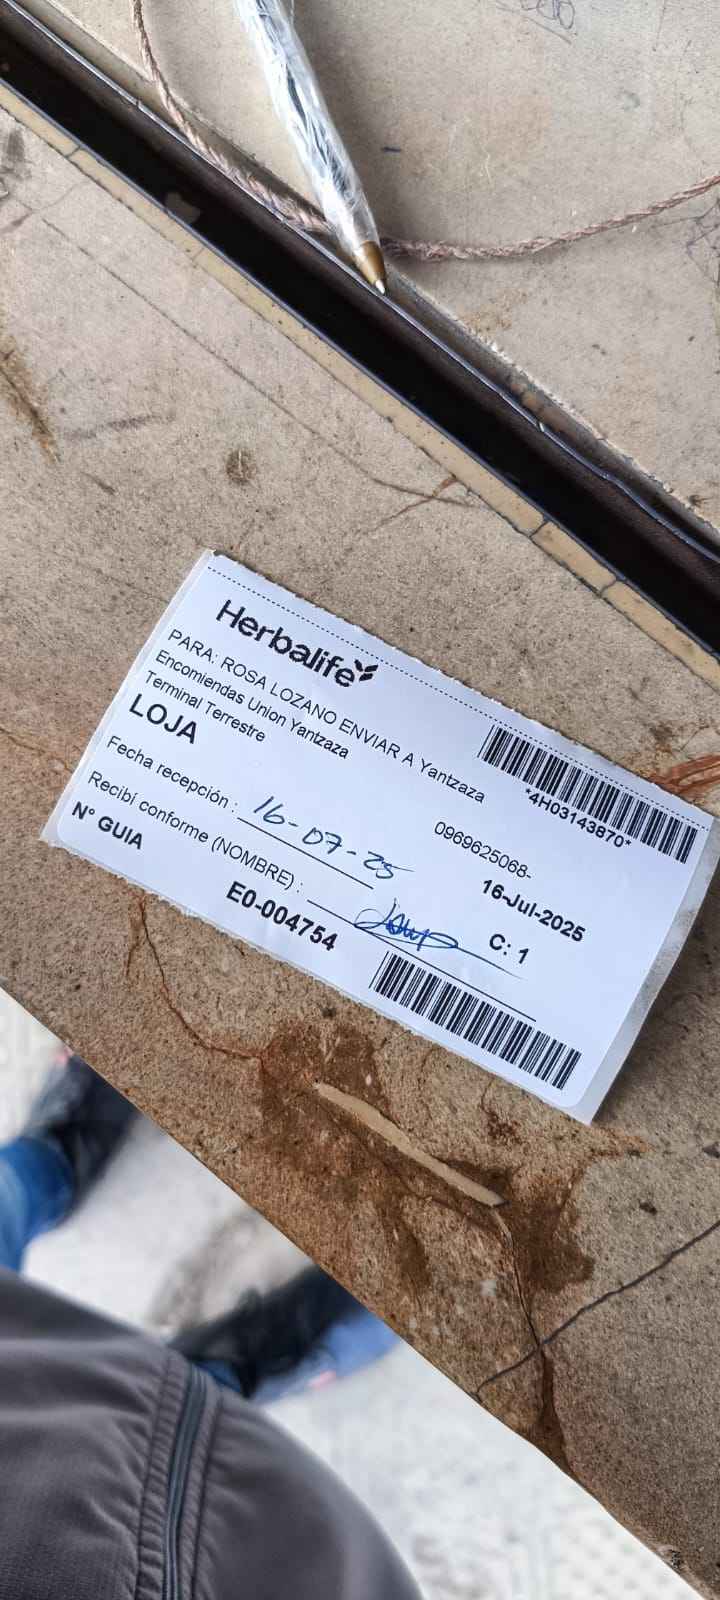 Herbalife
PARA: ROSA LOZANO ENVIAR A Yantzaza
Encomiendas Union Yantzaza
Terminal Terrestre
LOJA
*4H03143870*
0969625068-
Fecha recepción : 16-07-25
16-Jul-2025
Recibí conforme (NOMBRE) :
C: 1
N° GUIA
E0-004754